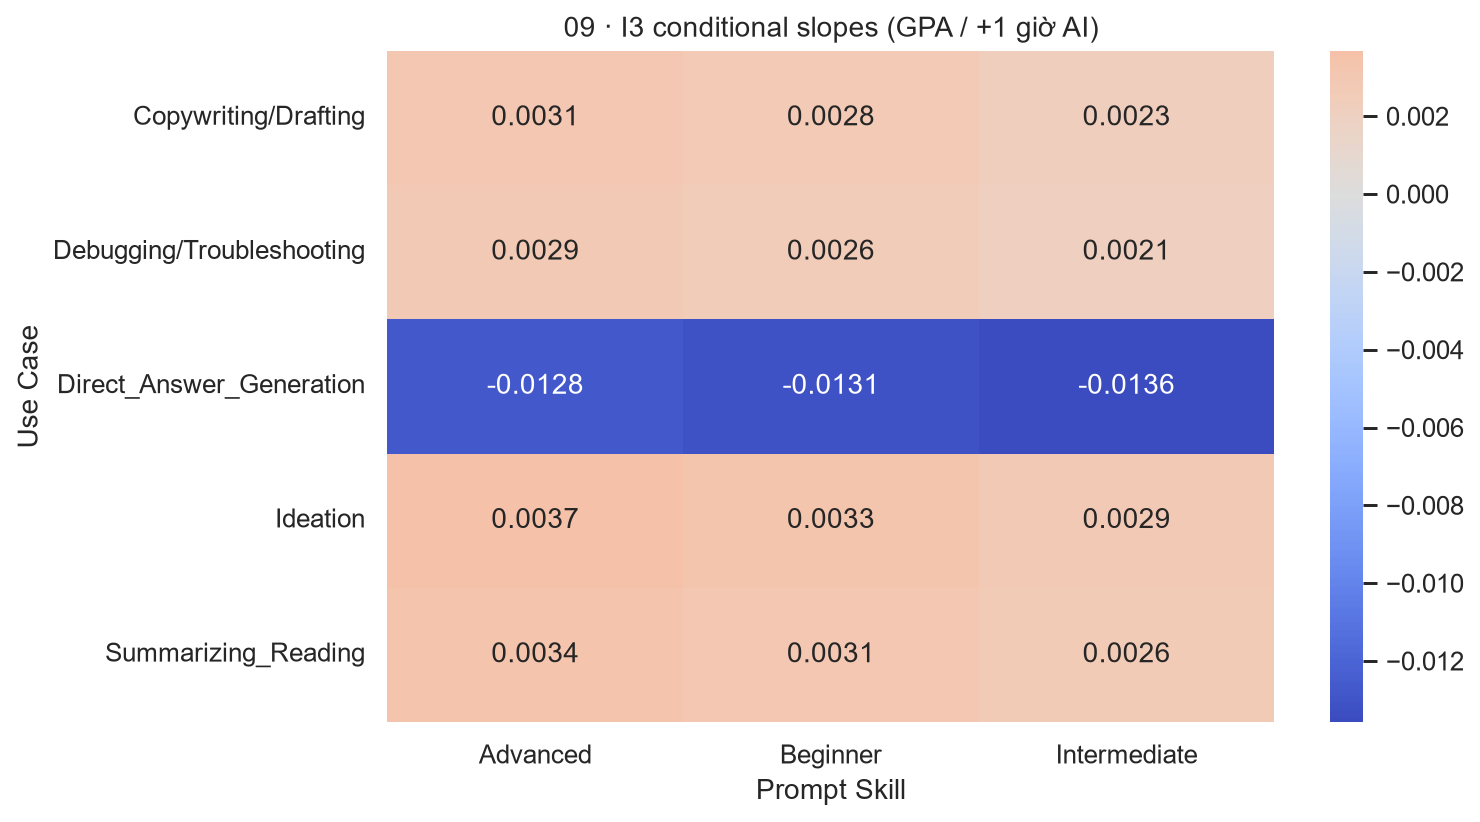 09 · I3 conditional slopes (GPA / +1 giờ AI)
Copywriting/Drafting 0.0031 0.0028 0.0023
Debugging/Troubleshooting 0.0029 0.0026 0.0021
Direct_Answer_Generation -0.0128 -0.0131 -0.0136
Ideation 0.0037 0.0033 0.0029
Summarizing_Reading 0.0034 0.0031 0.0026
Use Case
Advanced Beginner Intermediate
Prompt Skill
0.002
0.000
−0.002
−0.004
−0.006
−0.008
−0.010
−0.012